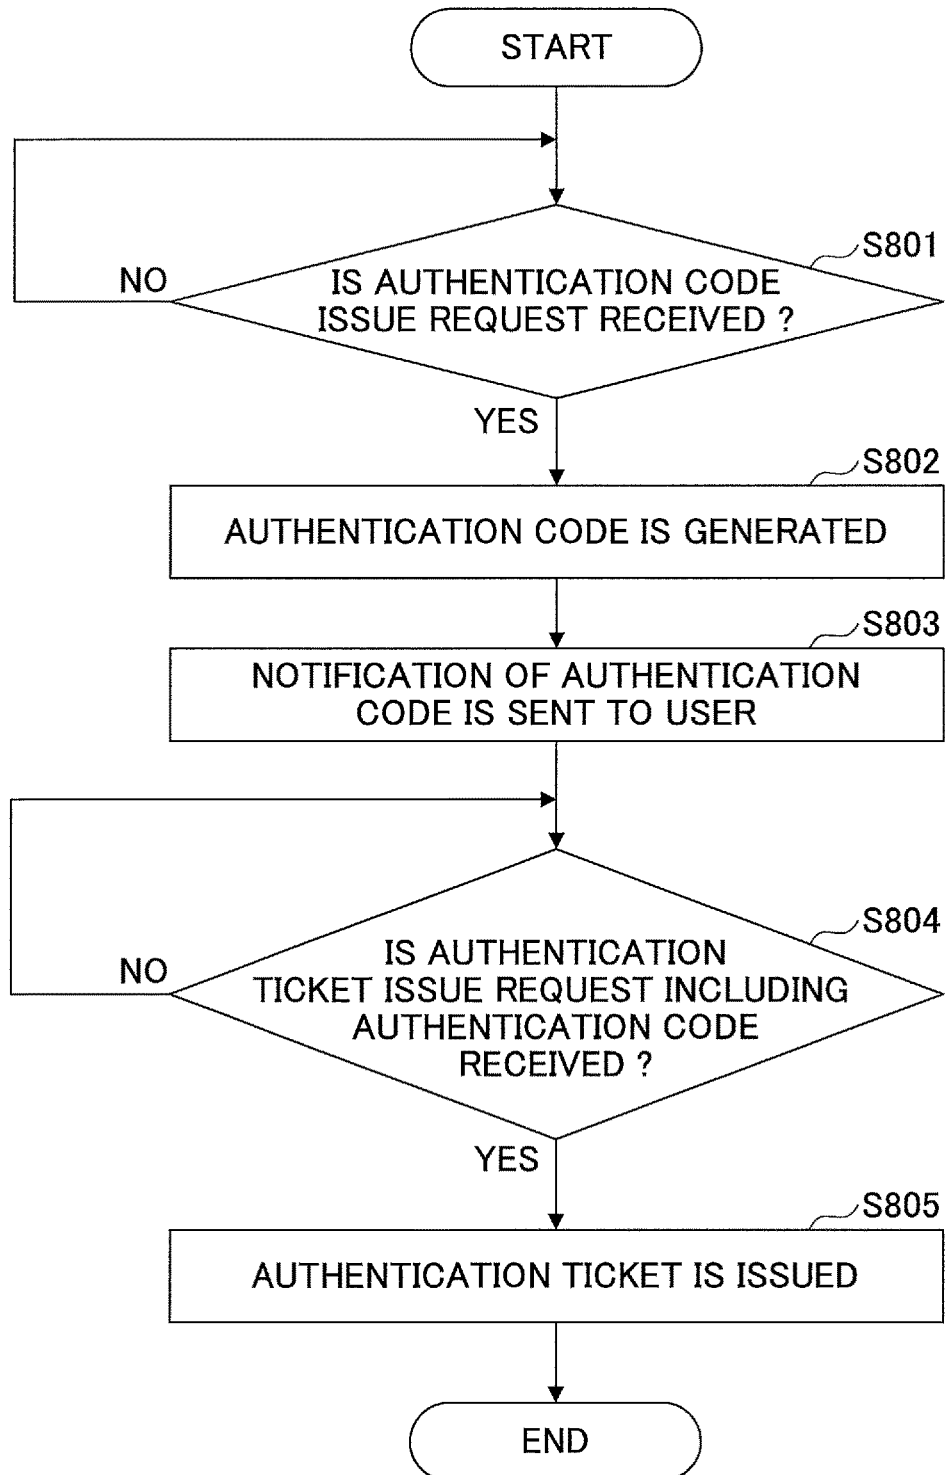 START
S801
IS AUTHENTICATION CODE
ISSUE REQUEST RECEIVED ?
NO
YES
S802
AUTHENTICATION CODE IS GENERATED
S803
NOTIFICATION OF AUTHENTICATION
CODE IS SENT TO USER
S804
IS AUTHENTICATION
TICKET ISSUE REQUEST INCLUDING
AUTHENTICATION CODE
RECEIVED ?
NO
YES
S805
AUTHENTICATION TICKET IS ISSUED
END